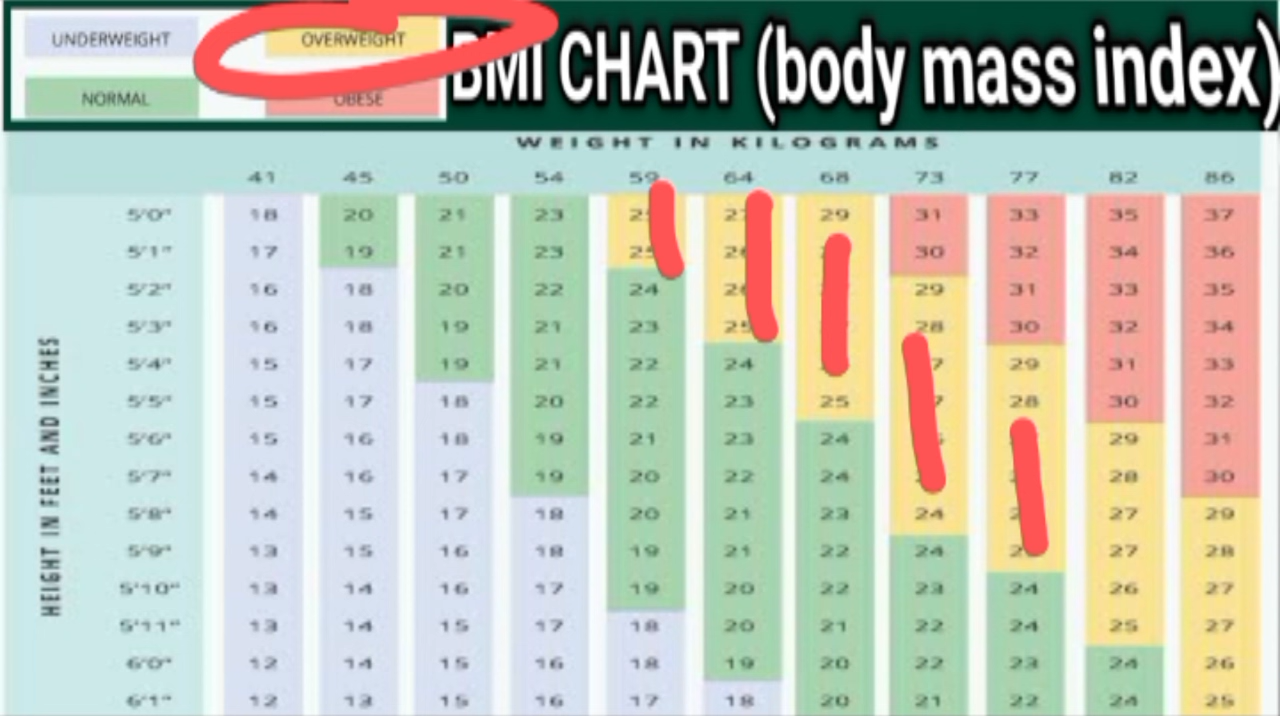 UNDERWEIGHT OVERWEIGHT
BMI CHART (body mass index)
NORMAL OBESE
WEIGHT IN KILOGRAMS
41 45 50 54 59 64 68 73 77 82 86
HEIGHT IN FEET AND INCHES
5'0" 18 20 21 23 29 31 33 35 37
5'1" 17 19 21 23 30 32 34 36
5'2" 16 18 20 22 24 29 31 33 35
5'3" 16 18 19 21 23 25 28 30 32 34
5'4" 15 17 19 21 22 24 29 31 33
5'5" 15 17 18 20 22 23 25 28 30 32
5'6" 15 16 18 19 21 23 24 29 31
5'7" 14 16 17 19 20 22 24 28 30
5'8" 14 15 17 18 20 21 23 24 27 29
5'9" 13 15 16 18 19 21 22 24 27 28
5'10" 13 14 16 17 19 20 22 23 24 26 27
5'11" 13 14 15 17 18 20 21 22 24 25 27
6'0" 12 14 15 16 18 19 20 22 23 24 26
6'1" 12 13 15 16 17 18 20 21 22 24 25